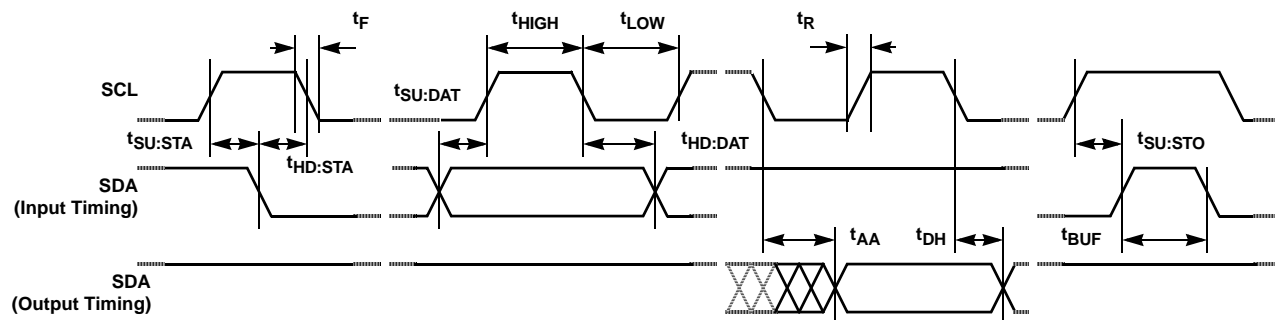 tF
tHIGH
tLOW
tR
SCL
tSU:DAT
tSU:STA
tHD:STA
tHD:DAT
tSU:STO
SDA
(Input Timing)
tAA
tDH
tBUF
SDA
(Output Timing)